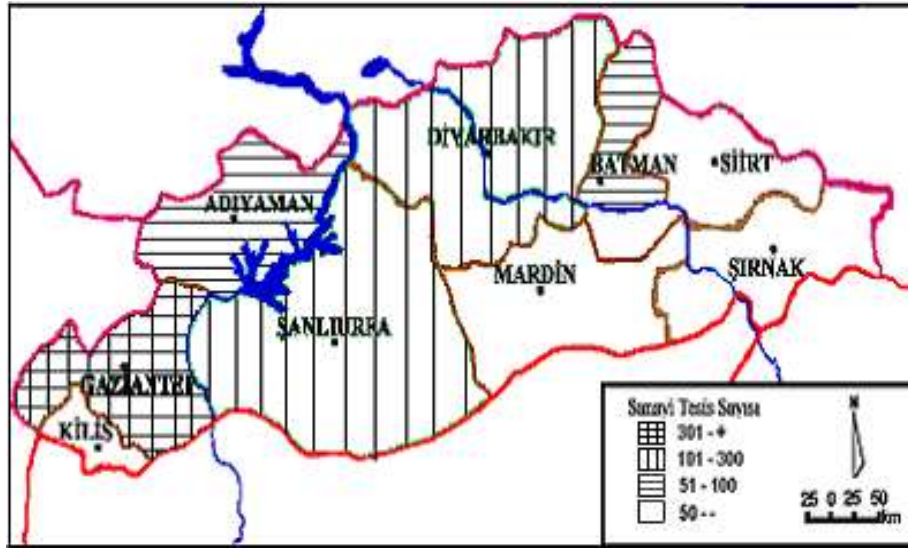 DİYARBAKIR
BATMAN
SİİRT
ADIYAMAN
ŞIRNAK
MARDİN
ŞANLIURFA
GAZİANTEP
KİLİS
Sanayi Tesis Sayısı
301 - +
101 - 300
51 - 100
50 - -
N
25 0 25 50
km